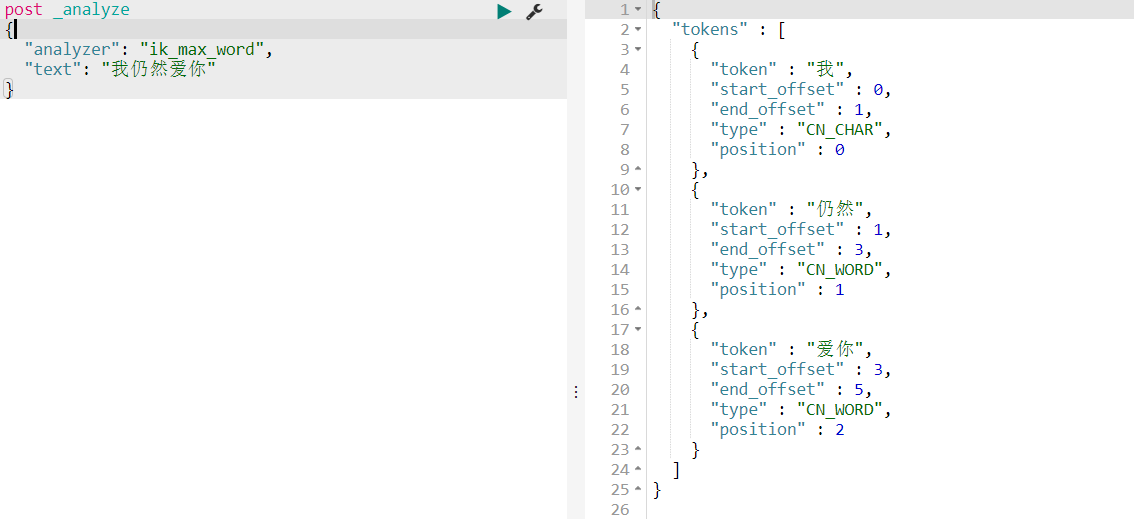 post _analyze
{
  "analyzer": "ik_max_word",
  "text": "我仍然爱你"
}
1 {
2   "tokens" : [
3     {
4       "token" : "我",
5       "start_offset" : 0,
6       "end_offset" : 1,
7       "type" : "CN_CHAR",
8       "position" : 0
9     },
10     {
11       "token" : "仍然",
12       "start_offset" : 1,
13       "end_offset" : 3,
14       "type" : "CN_WORD",
15       "position" : 1
16     },
17     {
18       "token" : "爱你",
19       "start_offset" : 3,
20       "end_offset" : 5,
21       "type" : "CN_WORD",
22       "position" : 2
23     }
24   ]
25 }
26